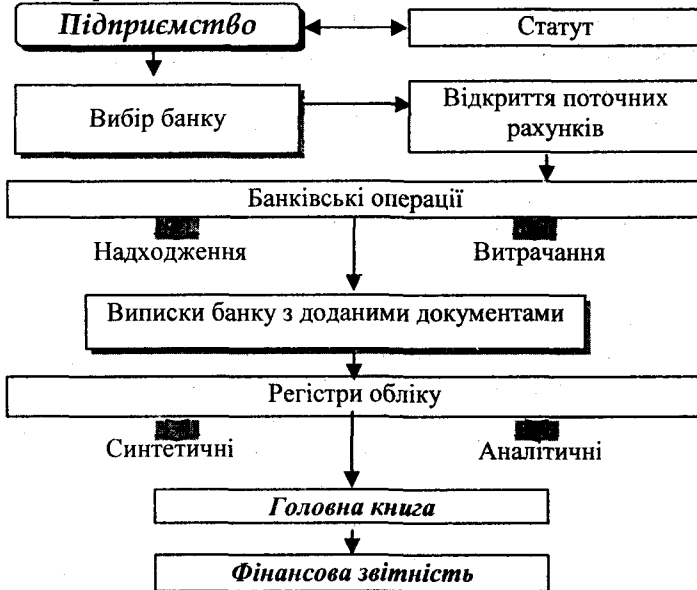 Підприємство
Статут
Вибір банку
Відкриття поточних
рахунків
Банківські операції
Надходження
Витрачання
Виписки банку з доданими документами
Регістри обліку
Синтетичні
Аналітичні
Головна книга
Фінансова звітність